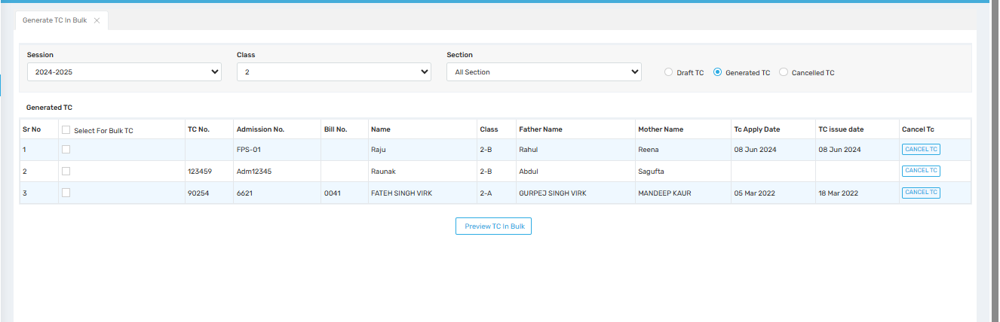 Generate TC In Bulk
Session Class Section
2024-2025 2 All Section Draft TC Generated TC Cancelled TC
Generated TC
Sr No Select For Bulk TC TC No. Admission No. Bill No. Name Class Father Name Mother Name Tc Apply Date TC issue date Cancel Tc
1 FPS-01 Raju 2-B Rahul Reena 08 Jun 2024 08 Jun 2024 CANCEL TC
2 123459 Adm12345 Raunak 2-B Abdul Sagufta CANCEL TC
3 90254 6621 0041 FATEH SINGH VIRK 2-A GURPEJ SINGH VIRK MANDEEP KAUR 05 Mar 2022 18 Mar 2022 CANCEL TC
Preview TC In Bulk